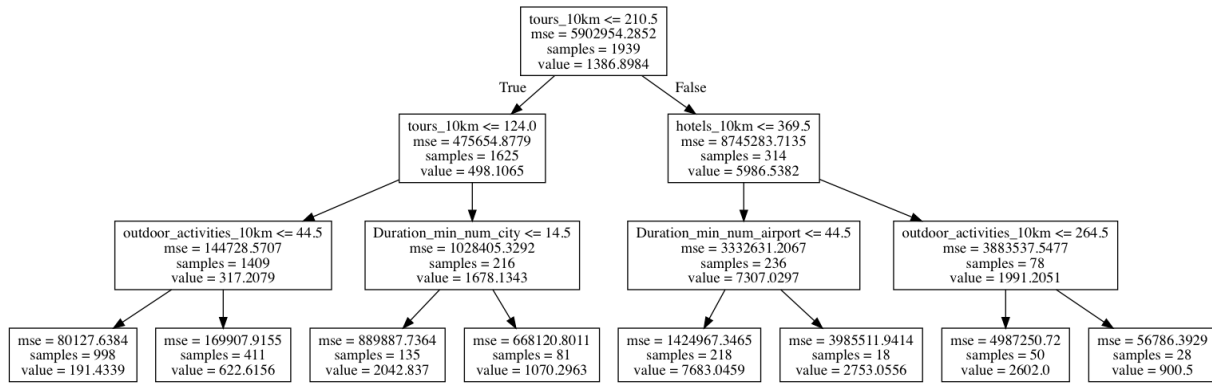 tours_10km <= 210.5
mse = 5902954.2852
samples = 1939
value = 1386.8984
True
False
tours_10km <= 124.0
mse = 475654.8779
samples = 1625
value = 498.1065
hotels_10km <= 369.5
mse = 8745283.7135
samples = 314
value = 5986.5382
outdoor_activities_10km <= 44.5
mse = 144728.5707
samples = 1409
value = 317.2079
Duration_min_num_city <= 14.5
mse = 1028405.3292
samples = 216
value = 1678.1343
Duration_min_num_airport <= 44.5
mse = 3332631.2067
samples = 236
value = 7307.0297
outdoor_activities_10km <= 264.5
mse = 3883537.5477
samples = 78
value = 1991.2051
mse = 80127.6384
samples = 998
value = 191.4339
mse = 169907.9155
samples = 411
value = 622.6156
mse = 889887.7364
samples = 135
value = 2042.837
mse = 668120.8011
samples = 81
value = 1070.2963
mse = 1424967.3465
samples = 218
value = 7683.0459
mse = 3985511.9414
samples = 18
value = 2753.0556
mse = 4987250.72
samples = 50
value = 2602.0
mse = 56786.3929
samples = 28
value = 900.5